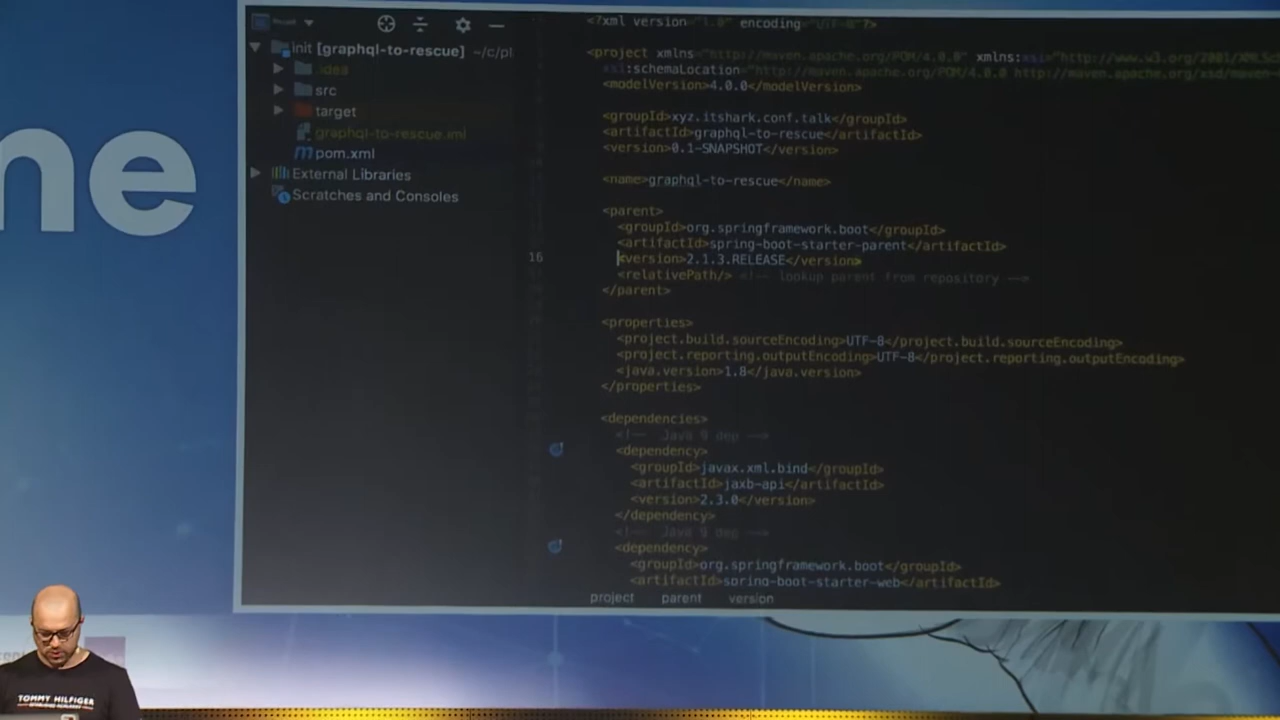 ne
init [graphql-to-rescue] ~/c/pl
.idea
src
target
graphql-to-rescue.iml
pom.xml
External Libraries
Scratches and Consoles
<?xml version="1.0" encoding="UTF-8"?>
<project xmlns="http://maven.apache.org/POM/4.0.0" xmlns:xsi="http://www.w3.org/2001/XMLSc
xsi:schemaLocation="http://maven.apache.org/POM/4.0.0 http://maven.apache.org/xsd/maven-
<modelVersion>4.0.0</modelVersion>
<groupId>xyz.itshark.conf.talk</groupId>
<artifactId>graphql-to-rescue</artifactId>
<version>0.1-SNAPSHOT</version>
<name>graphql-to-rescue</name>
<parent>
<groupId>org.springframework.boot</groupId>
<artifactId>spring-boot-starter-parent</artifactId>
16 <version>2.1.3.RELEASE</version>
<relativePath/> <!-- lookup parent from repository -->
</parent>
<properties>
<project.build.sourceEncoding>UTF-8</project.build.sourceEncoding>
<project.reporting.outputEncoding>UTF-8</project.reporting.outputEncoding>
<java.version>1.8</java.version>
</properties>
<dependencies>
<!-- Java 9 dep -->
<dependency>
<groupId>javax.xml.bind</groupId>
<artifactId>jaxb-api</artifactId>
<version>2.3.0</version>
</dependency>
<!-- Java 9 dep -->
<dependency>
<groupId>org.springframework.boot</groupId>
<artifactId>spring-boot-starter-web</artifactId>
project parent version
TOMMY HILFIGER